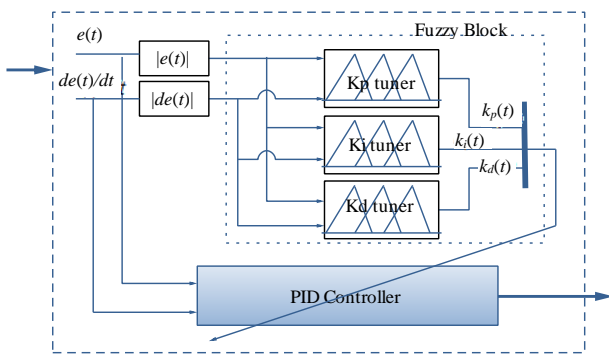 Fuzzy Block
e(t)
|e(t)|
de(t)/dt
|de(t)|
Kp tuner
kp(t)
Ki tuner
ki(t)
kd(t)
Kd tuner
PID Controller